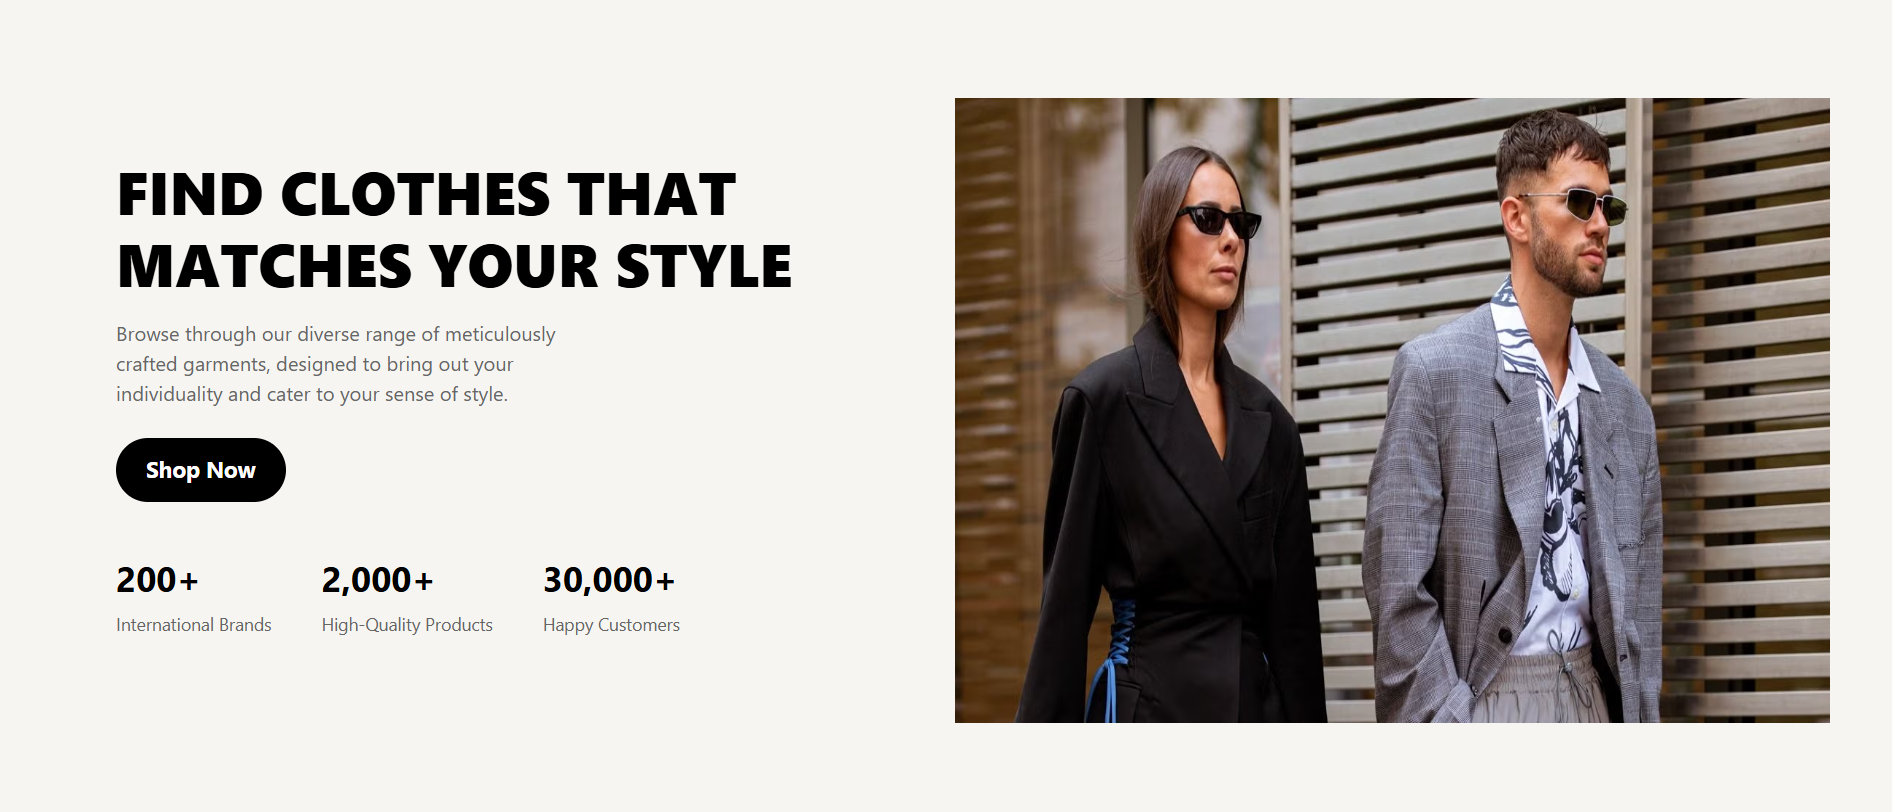 FIND CLOTHES THAT
MATCHES YOUR STYLE
Browse through our diverse range of meticulously
crafted garments, designed to bring out your
individuality and cater to your sense of style.
Shop Now
200+ 2,000+ 30,000+
International Brands High-Quality Products Happy Customers